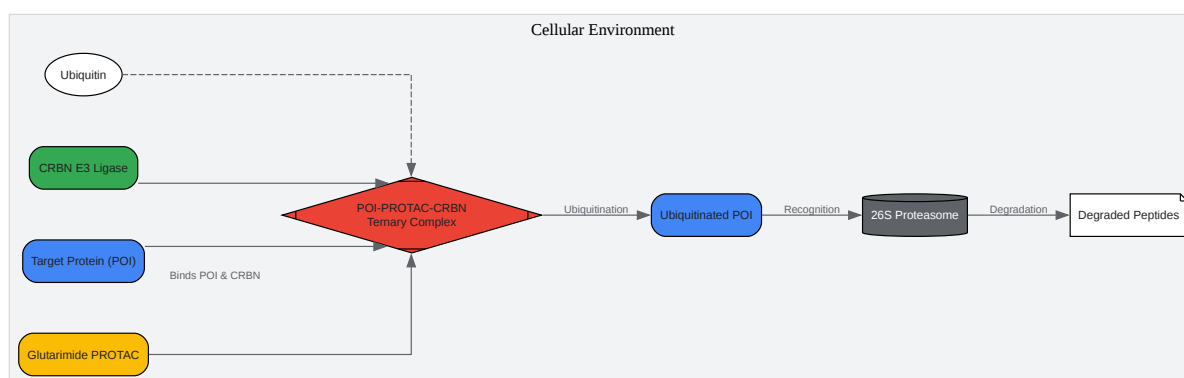 Cellular Environment
Ubiquitin
CRBN E3 Ligase
POI-PROTAC-CRBN
Ternary Complex
Ubiquitination
Ubiquitinated POI
Recognition
26S Proteasome
Degradation
Degraded Peptides
Target Protein (POI)
Binds POI & CRBN
Glutarimide PROTAC